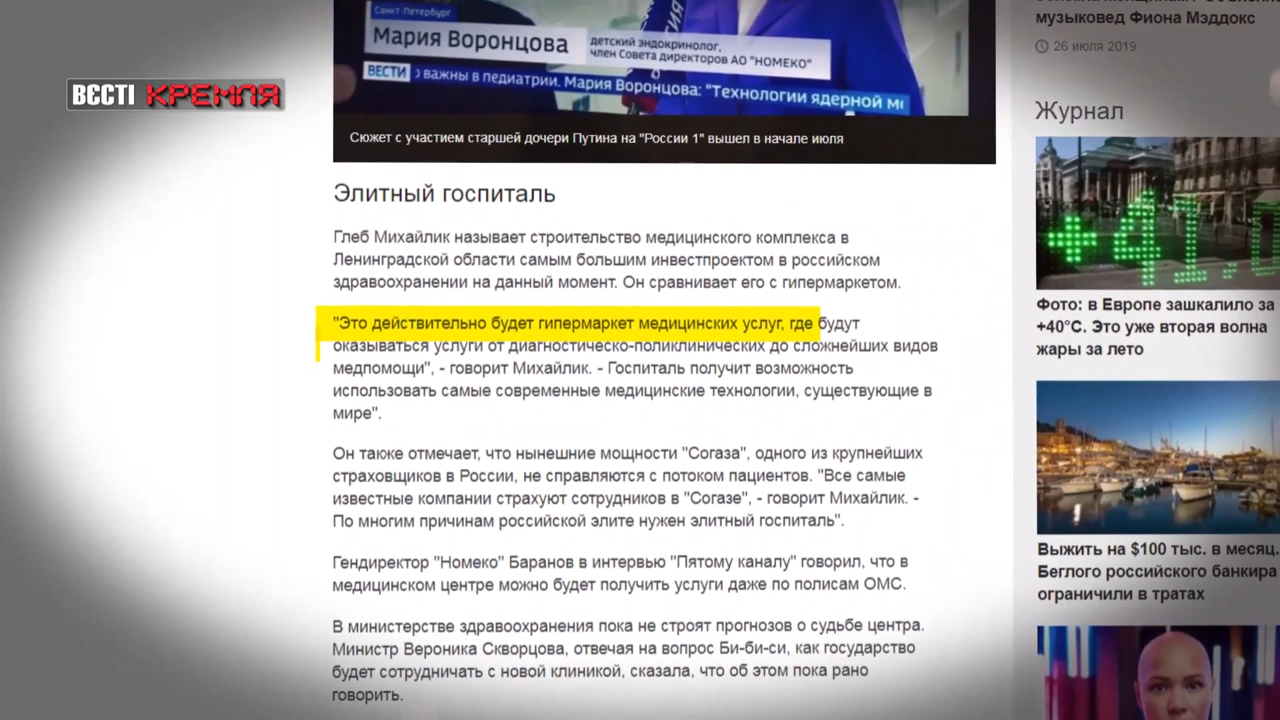 ВЄСТІ КРЕМЛЯ
Санкт-Петербург
Мария Воронцова
детский эндокринолог,
член Совета директоров АО "НОМЕКО"
ВЕСТИ
важны в педиатрии. Мария Воронцова: "Технологии ядерной
Сюжет с участием старшей дочери Путина на "России 1" вышел в начале июля
Элитный госпиталь
Глеб Михайлик называет строительство медицинского комплекса в
Ленинградской области самым большим инвестпроектом в российском
здравоохранении на данный момент. Он сравнивает его с гипермаркетом.
"Это действительно будет гипермаркет медицинских услуг, где будут
оказываться услуги от диагностическо-поликлинических до сложнейших видов
медпомощи", - говорит Михайлик. - Госпиталь получит возможность
использовать самые современные медицинские технологии, существующие в
мире".
Он также отмечает, что нынешние мощности "Согаза", одного из крупнейших
страховщиков в России, не справляются с потоком пациентов. "Все самые
известные компании страхуют сотрудников в "Согазе", - говорит Михайлик. -
По многим причинам российской элите нужен элитный госпиталь".
Гендиректор "Номеко" Баранов в интервью "Пятому каналу" говорил, что в
медицинском центре можно будет получить услуги даже по полисам ОМС.
В министерстве здравоохранения пока не строят прогнозов о судьбе центра.
Министр Вероника Скворцова, отвечая на вопрос Би-би-си, как государство
будет сотрудничать с новой клиникой, сказала, что об этом пока рано
говорить.
музыковед Фиона Мэддокс
26 июля 2019
Журнал
+41.0
Фото: в Европе зашкалило за
+40°C. Это уже вторая волна
жары за лето
Выжить на $100 тыс. в месяц.
Беглого российского банкира
ограничили в тратах